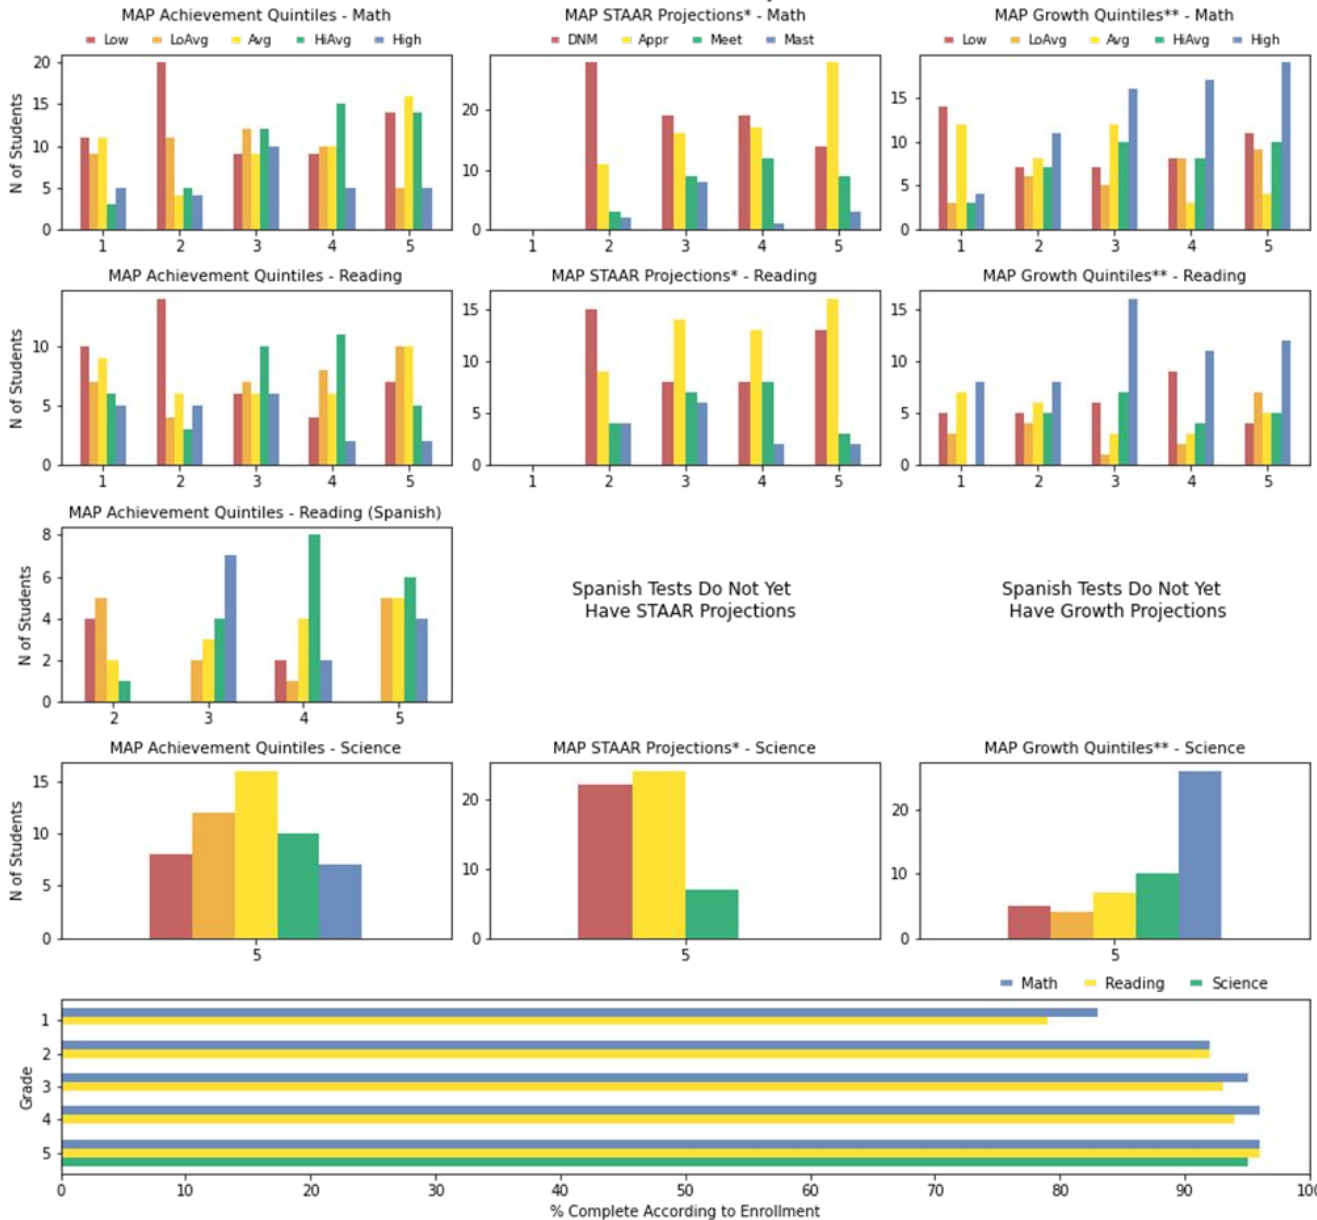 MAP Achievement Quintiles - Math
Low LoAvg Avg HiAvg High
N of Students
20
15
10
5
0
1 2 3 4 5
MAP STAAR Projections* - Math
DNM Appr Meet Mast
20
10
0
1 2 3 4 5
MAP Growth Quintiles** - Math
Low LoAvg Avg HiAvg High
15
10
5
0
1 2 3 4 5
MAP Achievement Quintiles - Reading
N of Students
10
5
0
1 2 3 4 5
MAP STAAR Projections* - Reading
15
10
5
0
1 2 3 4 5
MAP Growth Quintiles** - Reading
15
10
5
0
1 2 3 4 5
MAP Achievement Quintiles - Reading (Spanish)
N of Students
8
6
4
2
0
2 3 4 5
Spanish Tests Do Not Yet
Have STAAR Projections
Spanish Tests Do Not Yet
Have Growth Projections
MAP Achievement Quintiles - Science
N of Students
15
10
5
0
5
MAP STAAR Projections* - Science
20
10
0
5
MAP Growth Quintiles** - Science
20
10
0
5
Math Reading Science
Grade
1
2
3
4
5
0 10 20 30 40 50 60 70 80 90 100
% Complete According to Enrollment